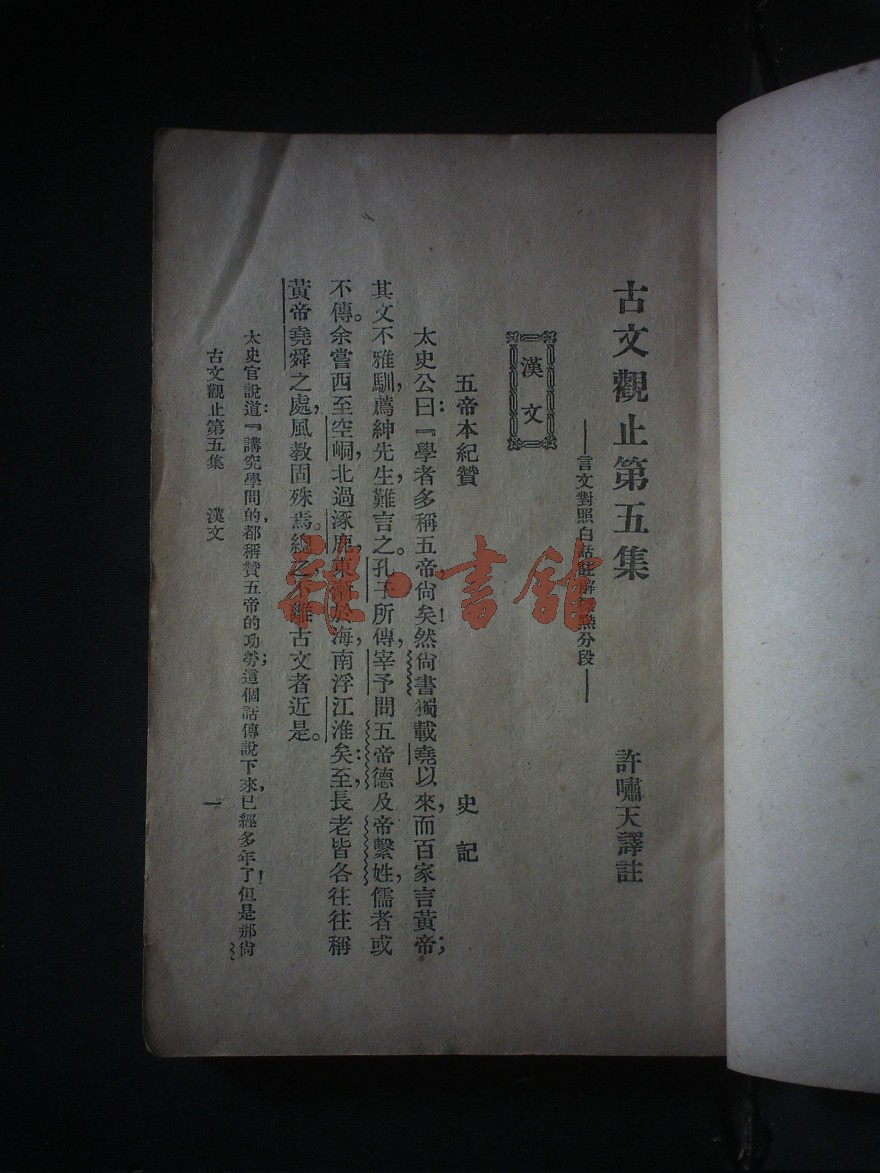 古文觀止第五集
許嘯天譯註
——言文對照白話註解分段——
漢文
五帝本紀贊
史記
太史公曰：『學者多稱五帝尙矣！然尙書獨載堯以來，而百家言黃帝；
其文不雅馴，薦紳先生難言之。孔子所傳宰予問五帝德及帝繫姓，儒者或
不傳。余嘗西至空峒，北過涿鹿，東漸於海，南浮江淮矣：至，長老皆各往往稱
黃帝堯舜之處，風教固殊焉。總之，不離古文者近是。
太史官說道：『講究學問的，都稱贊五帝的功勞；這個話傳說下來，已經多年了！但是那尙
古文觀止第五集
漢文
一
雜·書館